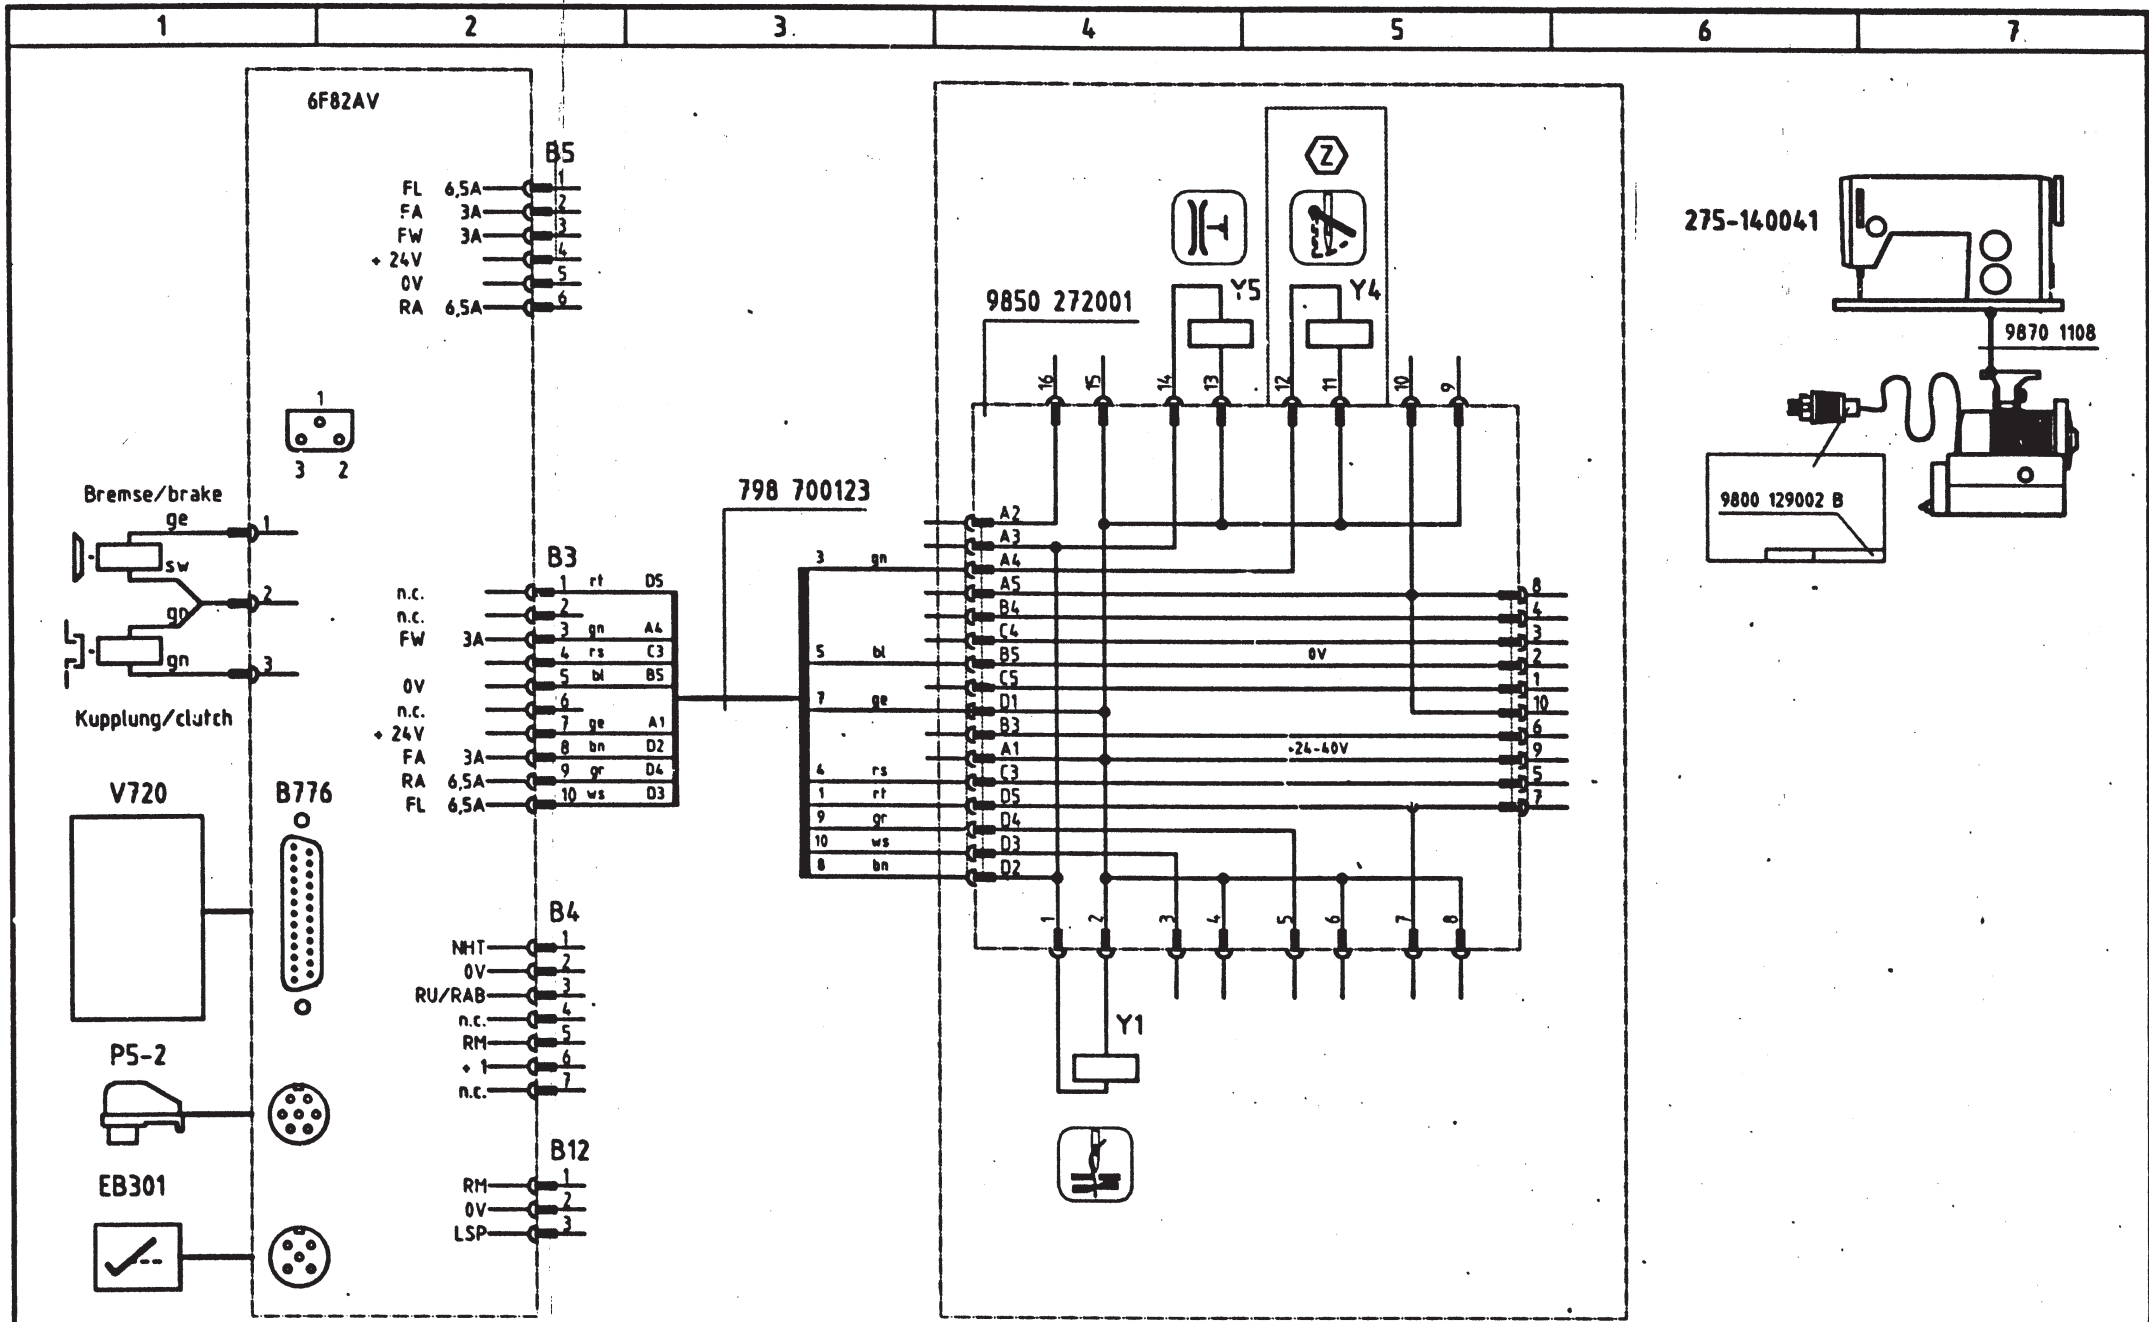 1 2 3 4 5 6 7
6F82AV
B5
FL 6,5A 1
FA 3A 2
FW 3A 3
+ 24V 4
0V 5
RA 6,5A 6
1
3 2
Bremse/brake
ge 1
sw
2
gn 3
Kupplung/clutch
B3
n.c. 1 rt D5
n.c. 2
FW 3A 3 gn A4
4 rs C3
0V 5 bl B5
n.c. 6
+ 24V 7 ge A1
FA 3A 8 bn D2
RA 6,5A 9 gr D4
FL 6,5A 10 ws D3
V720
B776
B4
NHT 1
0V 2
RU/RAB 3
n.c. 4
RM 5
+ 1 6
n.c. 7
P5-2
B12
RM 1
0V 2
LSP 3
EB301
798 700123
9850 272001
Z
Y5
Y4
16 15 14 13 12 11 10 9
A2
A3
3 gn A4
A5 8
B4 4
C4 3
5 bl B5 0V 2
C5 1
7 ge D1 10
B3 6
A1 +24-40V 9
4 rs C3 5
1 rt D5 7
9 gr D4
10 ws D3
8 bn D2
1 2 3 4 5 6 7 8
Y1
275-140041
9870 1108
9800 129002 B